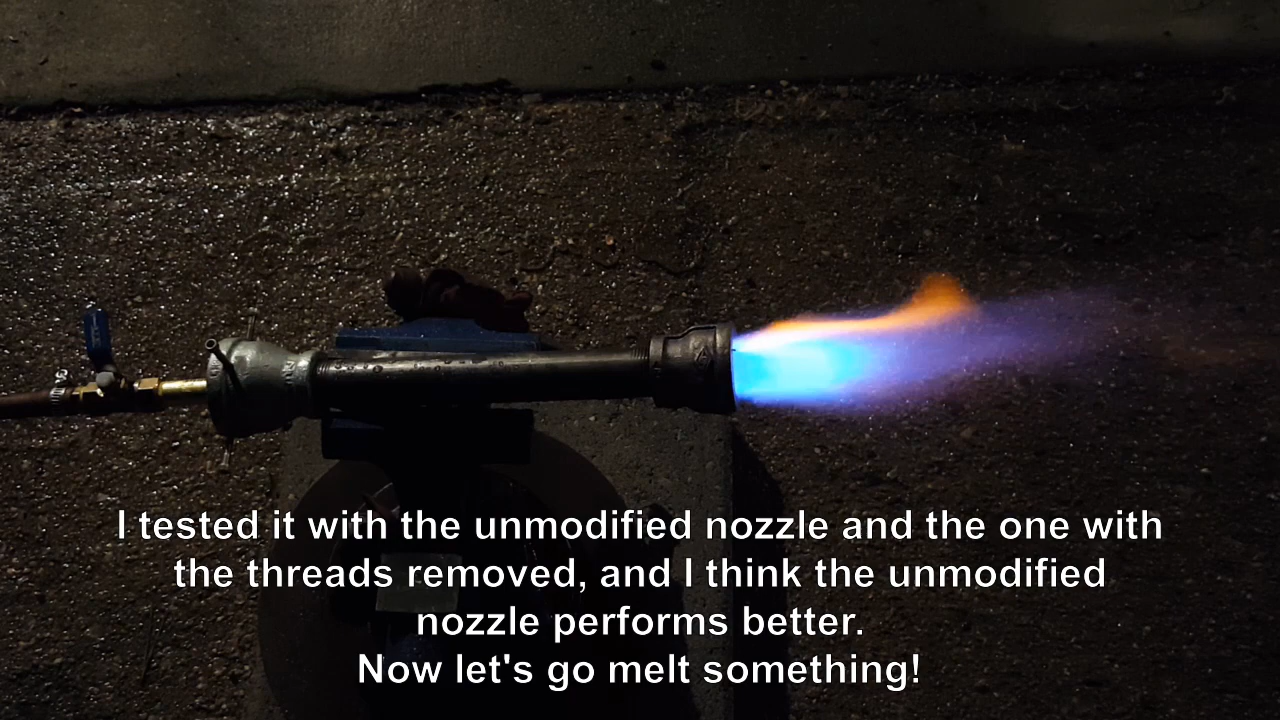 I tested it with the unmodified nozzle and the one with
the threads removed, and I think the unmodified
nozzle performs better.
Now let's go melt something!